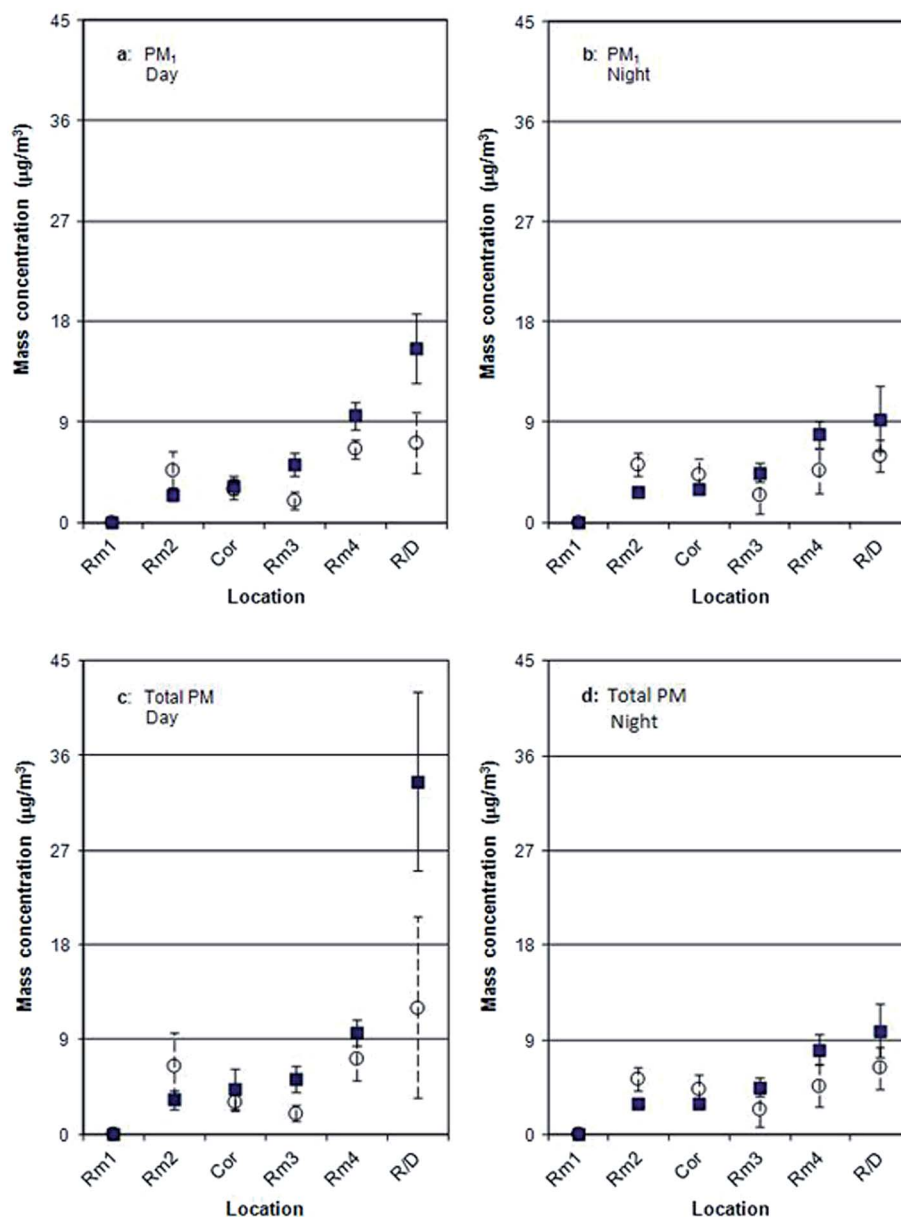 a: PM₁
Day
45
36
27
18
9
0
Mass concentration (µg/m³)
Rm1 Rm2 Cor Rm3 Rm4 R/D
Location
b: PM₁
Night
45
36
27
18
9
0
Mass concentration (µg/m³)
Rm1 Rm2 Cor Rm3 Rm4 R/D
Location
c: Total PM
Day
45
36
27
18
9
0
Mass concentration (µg/m³)
Rm1 Rm2 Cor Rm3 Rm4 R/D
Location
d: Total PM
Night
45
36
27
18
9
0
Mass concentration (µg/m³)
Rm1 Rm2 Cor Rm3 Rm4 R/D
Location